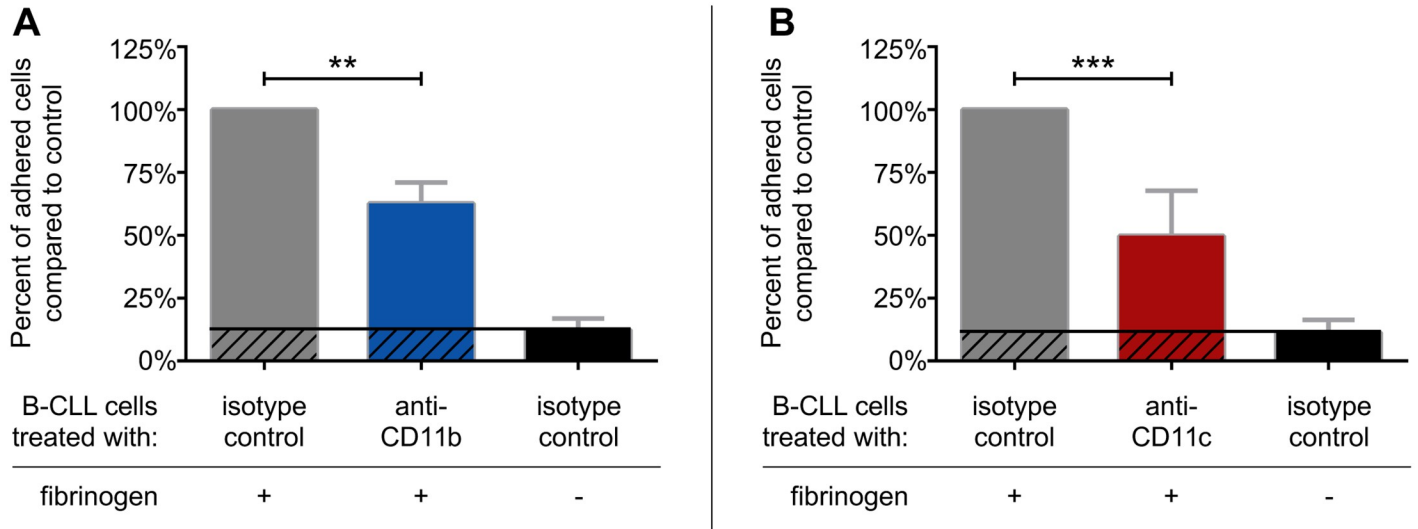 A
Percent of adhered cells
compared to control
125%
100%
75%
50%
25%
0%
**
B-CLL cells
treated with:
isotype
control
anti-
CD11b
isotype
control
fibrinogen + + -
B
Percent of adhered cells
compared to control
125%
100%
75%
50%
25%
0%
***
B-CLL cells
treated with:
isotype
control
anti-
CD11c
isotype
control
fibrinogen + + -